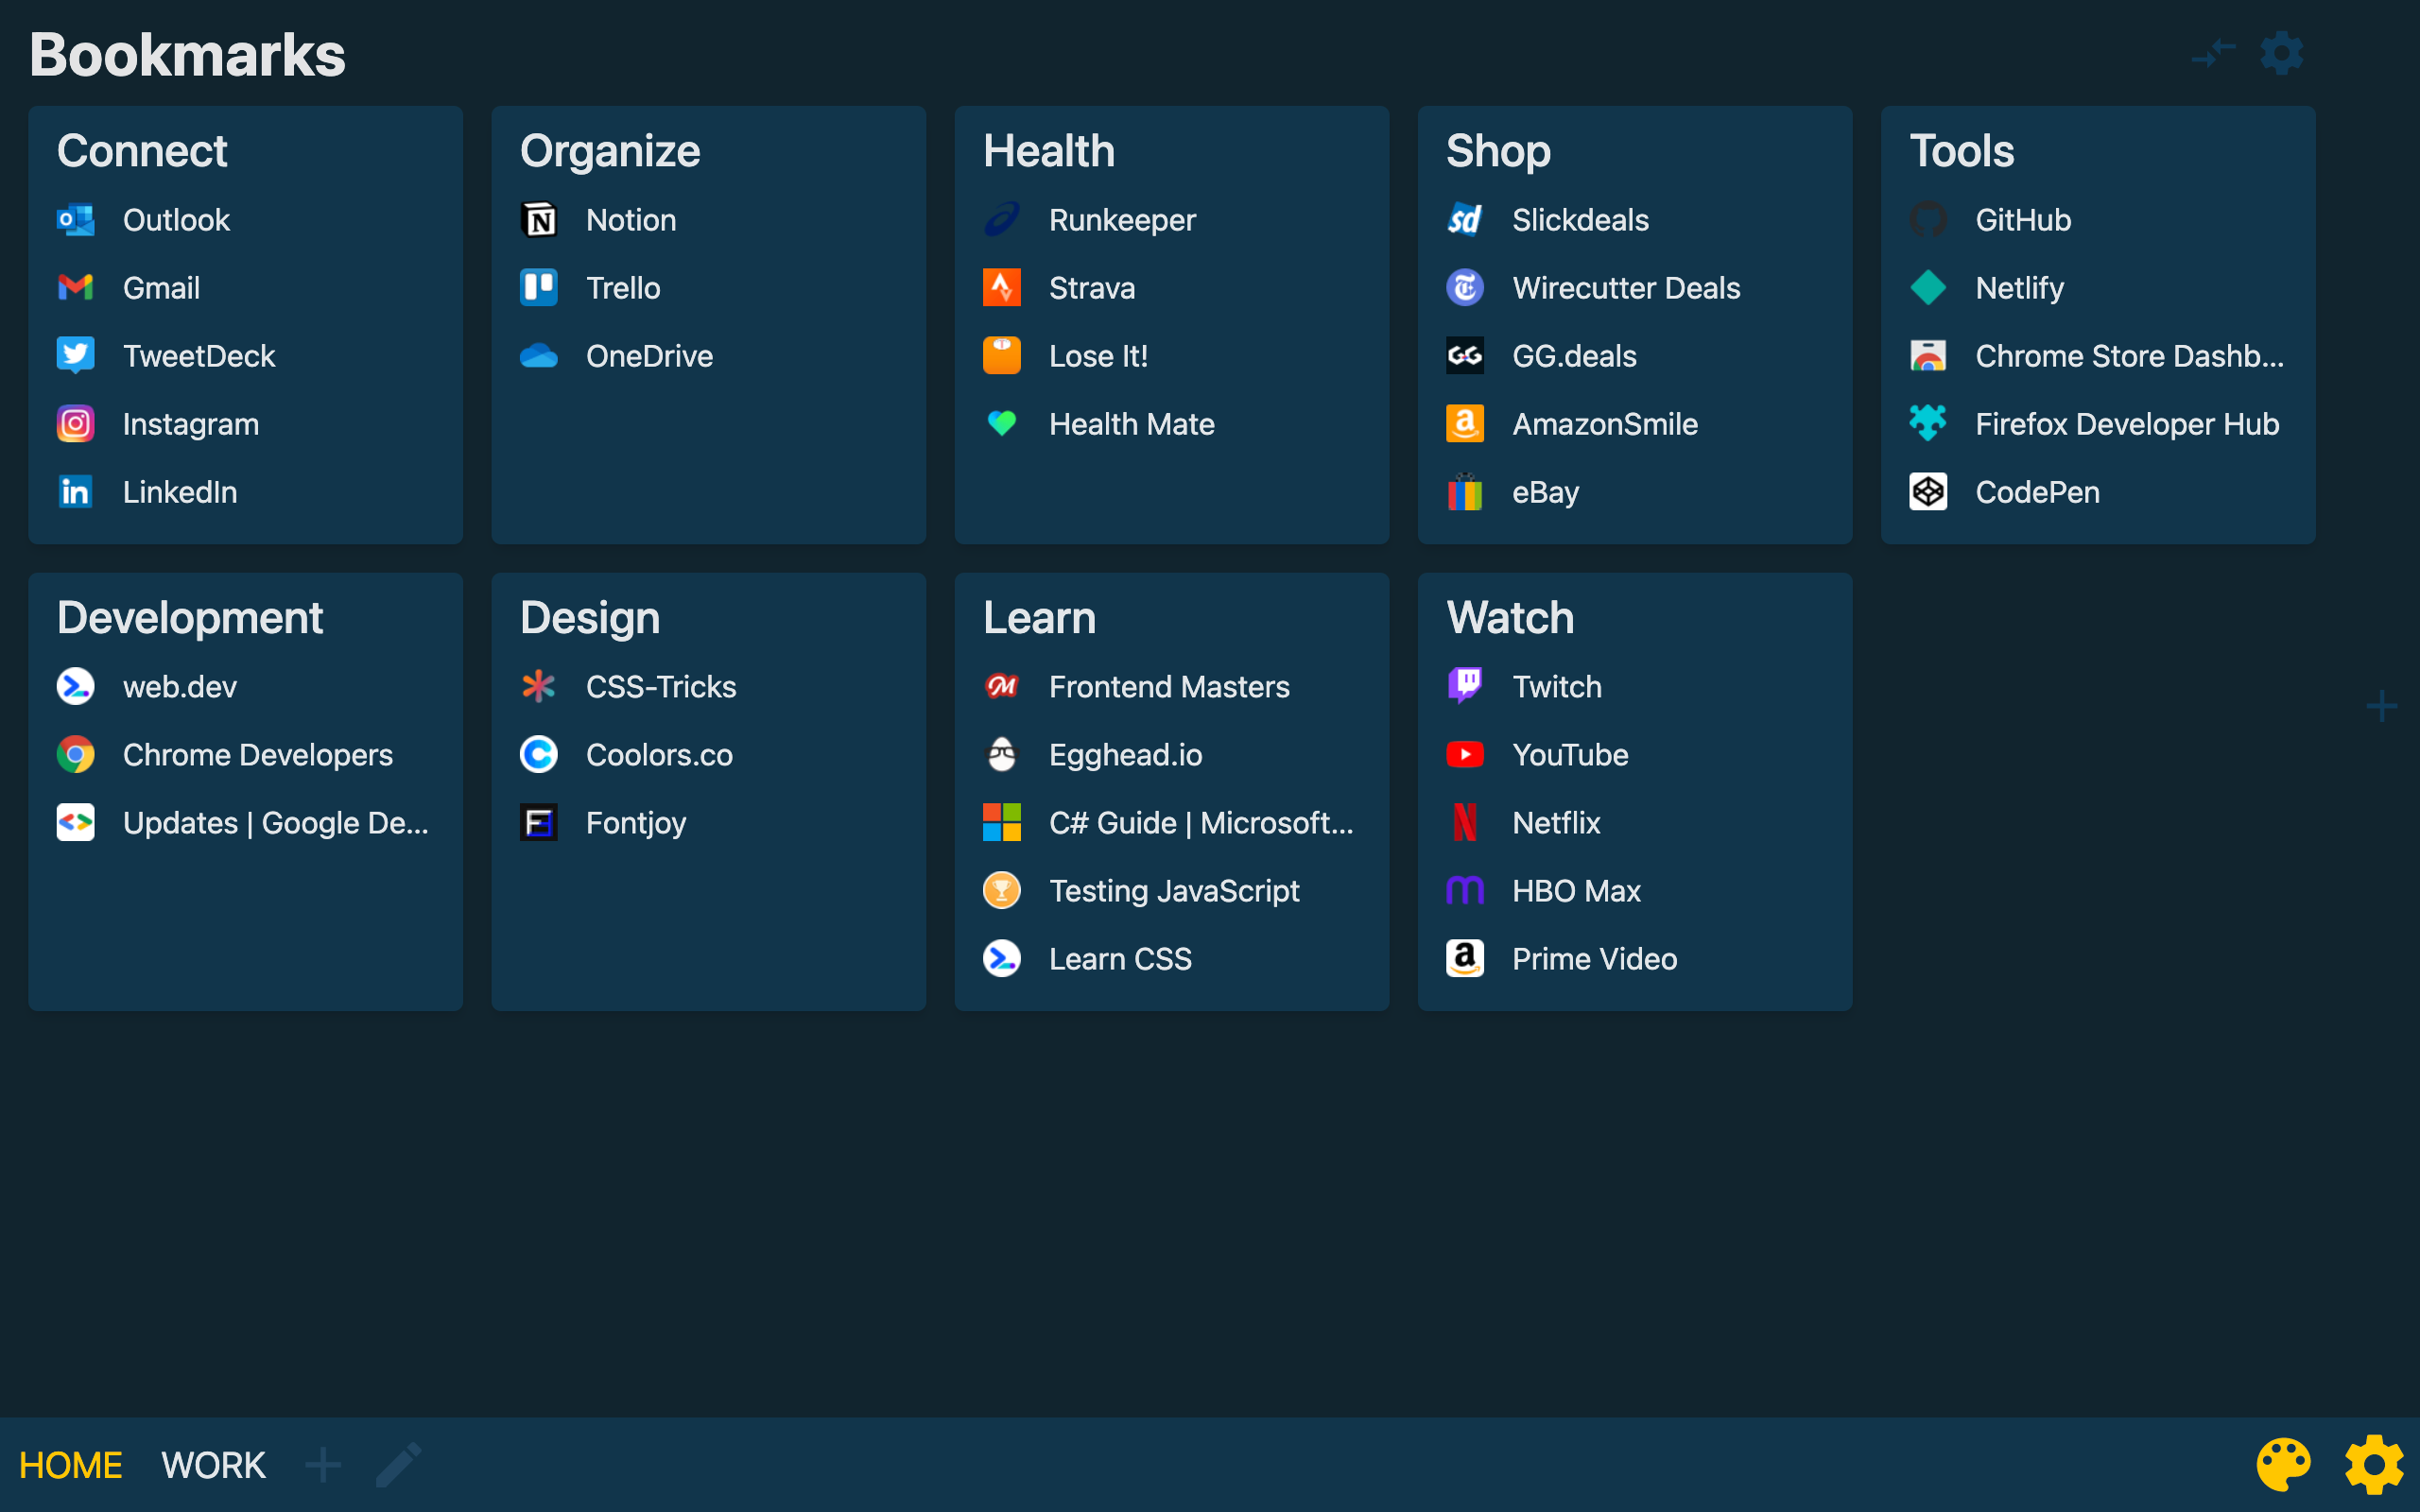 Bookmarks
Connect
Outlook
Gmail
TweetDeck
Instagram
LinkedIn
Organize
Notion
Trello
OneDrive
Health
Runkeeper
Strava
Lose It!
Health Mate
Shop
Slickdeals
Wirecutter Deals
GG.deals
AmazonSmile
eBay
Tools
GitHub
Netlify
Chrome Store Dashb...
Firefox Developer Hub
CodePen
Development
web.dev
Chrome Developers
Updates | Google De...
Design
CSS-Tricks
Coolors.co
Fontjoy
Learn
Frontend Masters
Egghead.io
C# Guide | Microsoft...
Testing JavaScript
Learn CSS
Watch
Twitch
YouTube
Netflix
HBO Max
Prime Video
HOME WORK